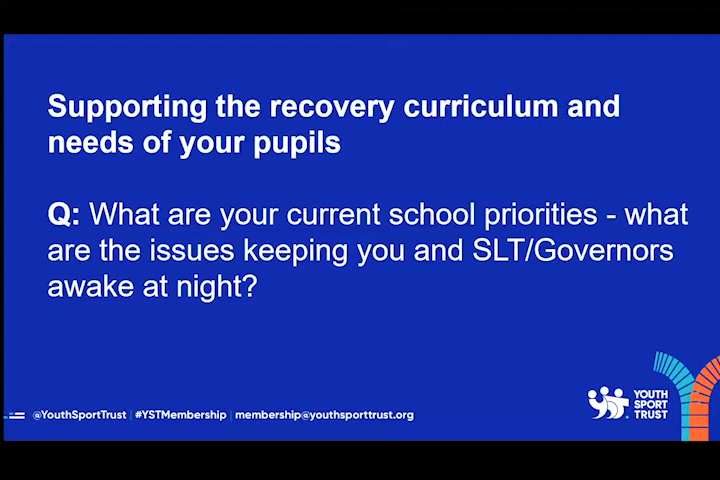 Supporting the recovery curriculum and
needs of your pupils
Q: What are your current school priorities - what
are the issues keeping you and SLT/Governors
awake at night?
@YouthSportTrust | #YSTMembership | membership@youthsporttrust.org
YOUTH
SPORT
TRUST